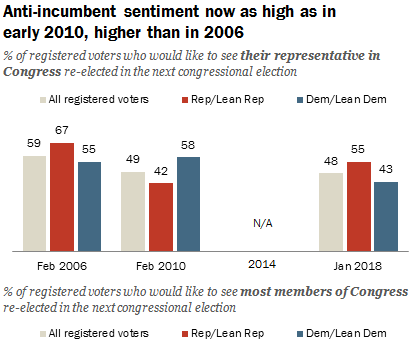 Anti-incumbent sentiment now as high as in
early 2010, higher than in 2006
% of registered voters who would like to see their representative in
Congress re-elected in the next congressional election
All registered voters Rep/Lean Rep Dem/Lean Dem
59 67 55 49 42 58 N/A 48 55 43
Feb 2006 Feb 2010 2014 Jan 2018
% of registered voters who would like to see most members of Congress
re-elected in the next congressional election
All registered voters Rep/Lean Rep Dem/Lean Dem